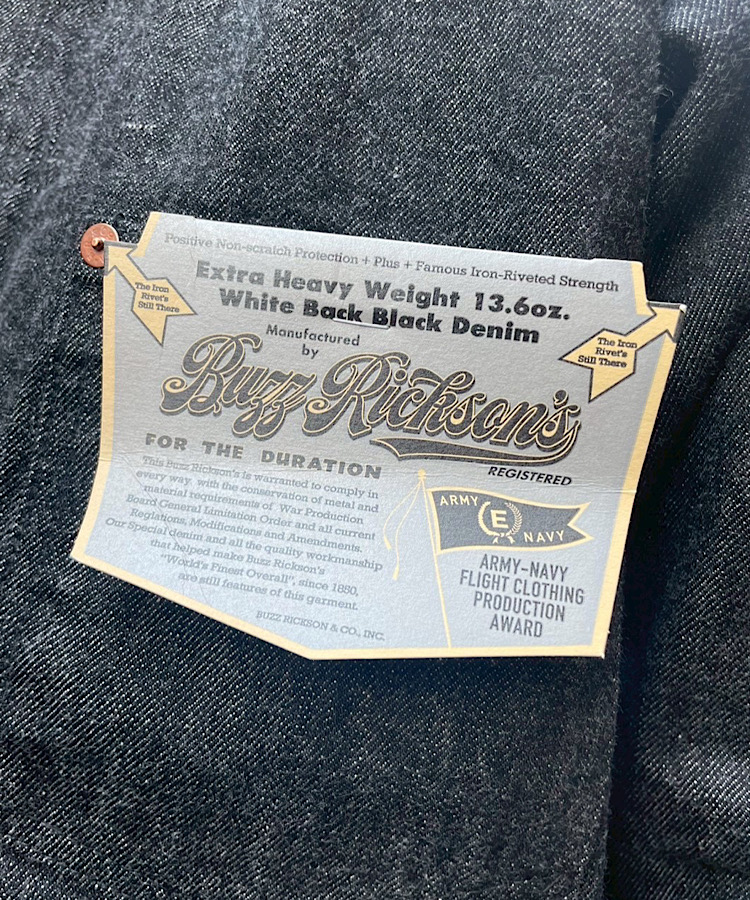 Positive Non-scratch Protection + Plus + Famous Iron-Riveted Strength
Extra Heavy Weight 13.6oz.
White Back Black Denim
The Iron
Rivet's
Still There
The Iron
Rivet's
Still There
Manufactured
by
Buzz Rickson's
REGISTERED
FOR THE DURATION
This Buzz Rickson's is warranted to comply in
every way with the conservation of metal and
material requirements of War Production
Board General Limitation Order and all current
Reglations, Modifications and Amendments.
Our Special denim and all the quality workmanship
that helped make Buzz Rickson's
"World's Finest Overall", since 1850,
are still features of this garment.
BUZZ RICKSON & CO., INC.
ARMY E NAVY
ARMY-NAVY
FLIGHT CLOTHING
PRODUCTION
AWARD